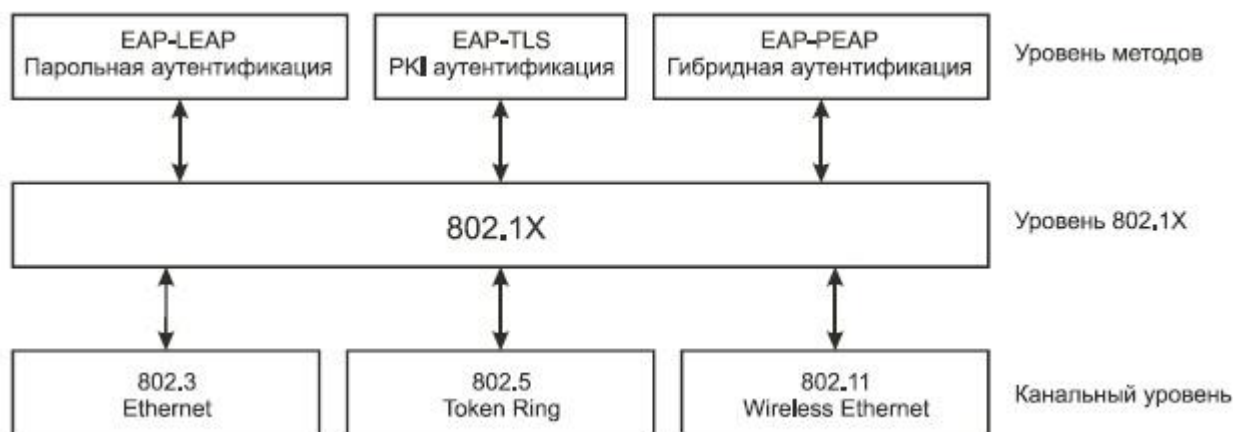 EAP-LEAP
Парольная аутентификация
EAP-TLS
PKI аутентификация
EAP-PEAP
Гибридная аутентификация
Уровень методов
802.1X
Уровень 802.1X
802.3
Ethernet
802.5
Token Ring
802.11
Wireless Ethernet
Канальный уровень